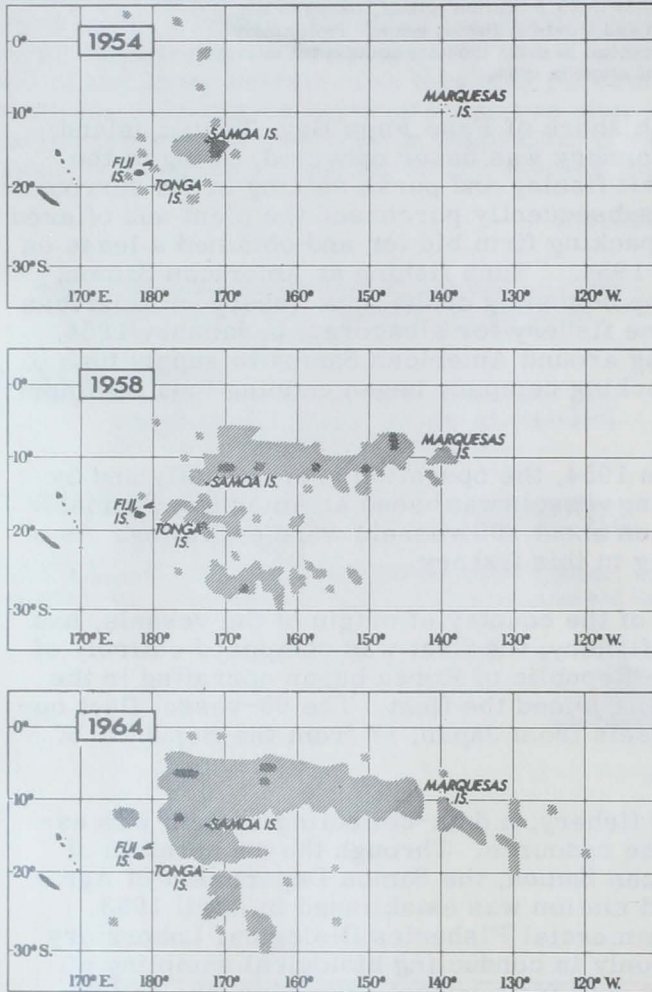 0°
1954
10°
MARQUESAS
IS.
SAMOA IS.
FIJI
IS.
TONGA
IS.
20°
30°S.
170°E. 180° 170° 160° 150° 140° 130° 120°W.
0°
1958
10°
MARQUESAS
IS.
SAMOA IS.
FIJI
IS.
TONGA
IS.
20°
30°S.
170°E. 180° 170° 160° 150° 140° 130° 120°W.
0°
1964
10°
MARQUESAS
IS.
SAMOA IS.
FIJI
IS.
TONGA
IS.
20°
30°S.
170°E. 180° 170° 160° 150° 140° 130° 120°W.